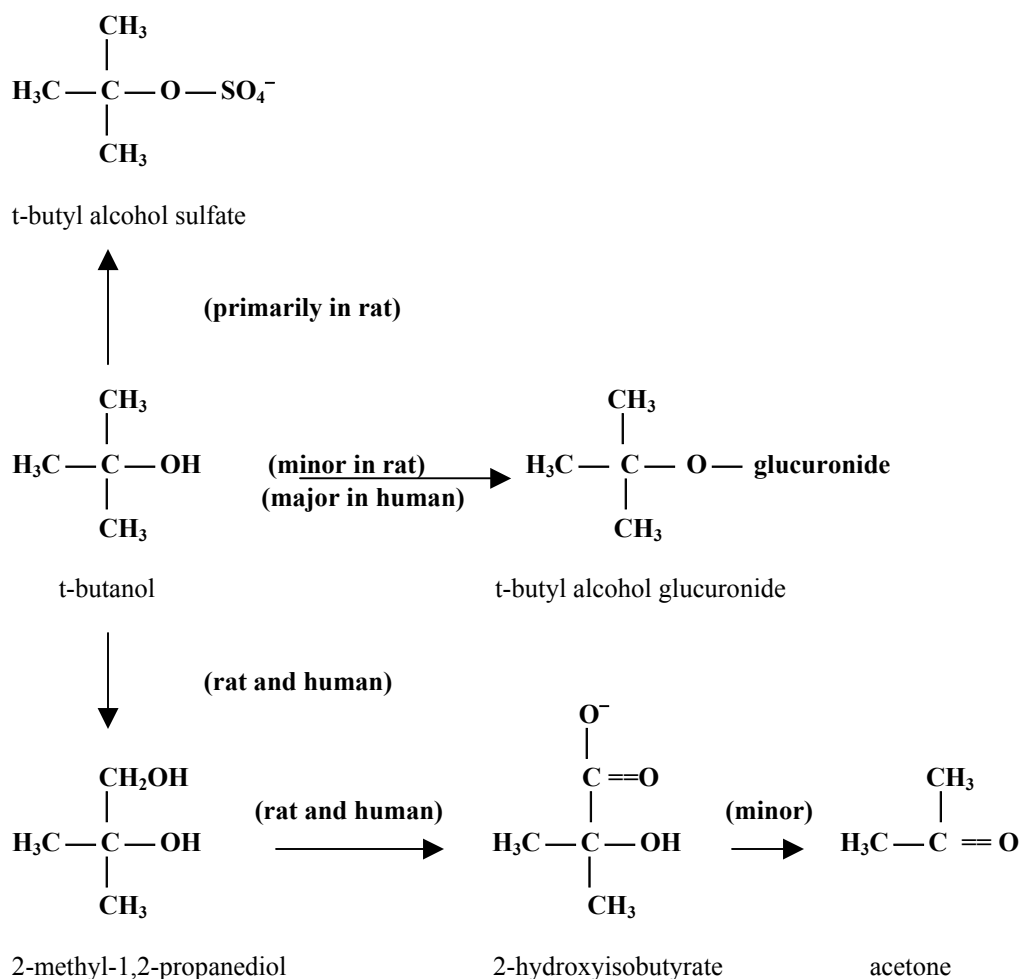 CH₃
H₃C — C — O — SO₄⁻
CH₃
t-butyl alcohol sulfate
(primarily in rat)
CH₃
H₃C — C — OH
CH₃
t-butanol
(minor in rat)
(major in human)
CH₃
H₃C — C — O — glucuronide
CH₃
t-butyl alcohol glucuronide
(rat and human)
CH₂OH
H₃C — C — OH
CH₃
2-methyl-1,2-propanediol
(rat and human)
O⁻
C ==O
H₃C — C — OH
CH₃
2-hydroxyisobutyrate
(minor)
CH₃
H₃C — C == O
acetone